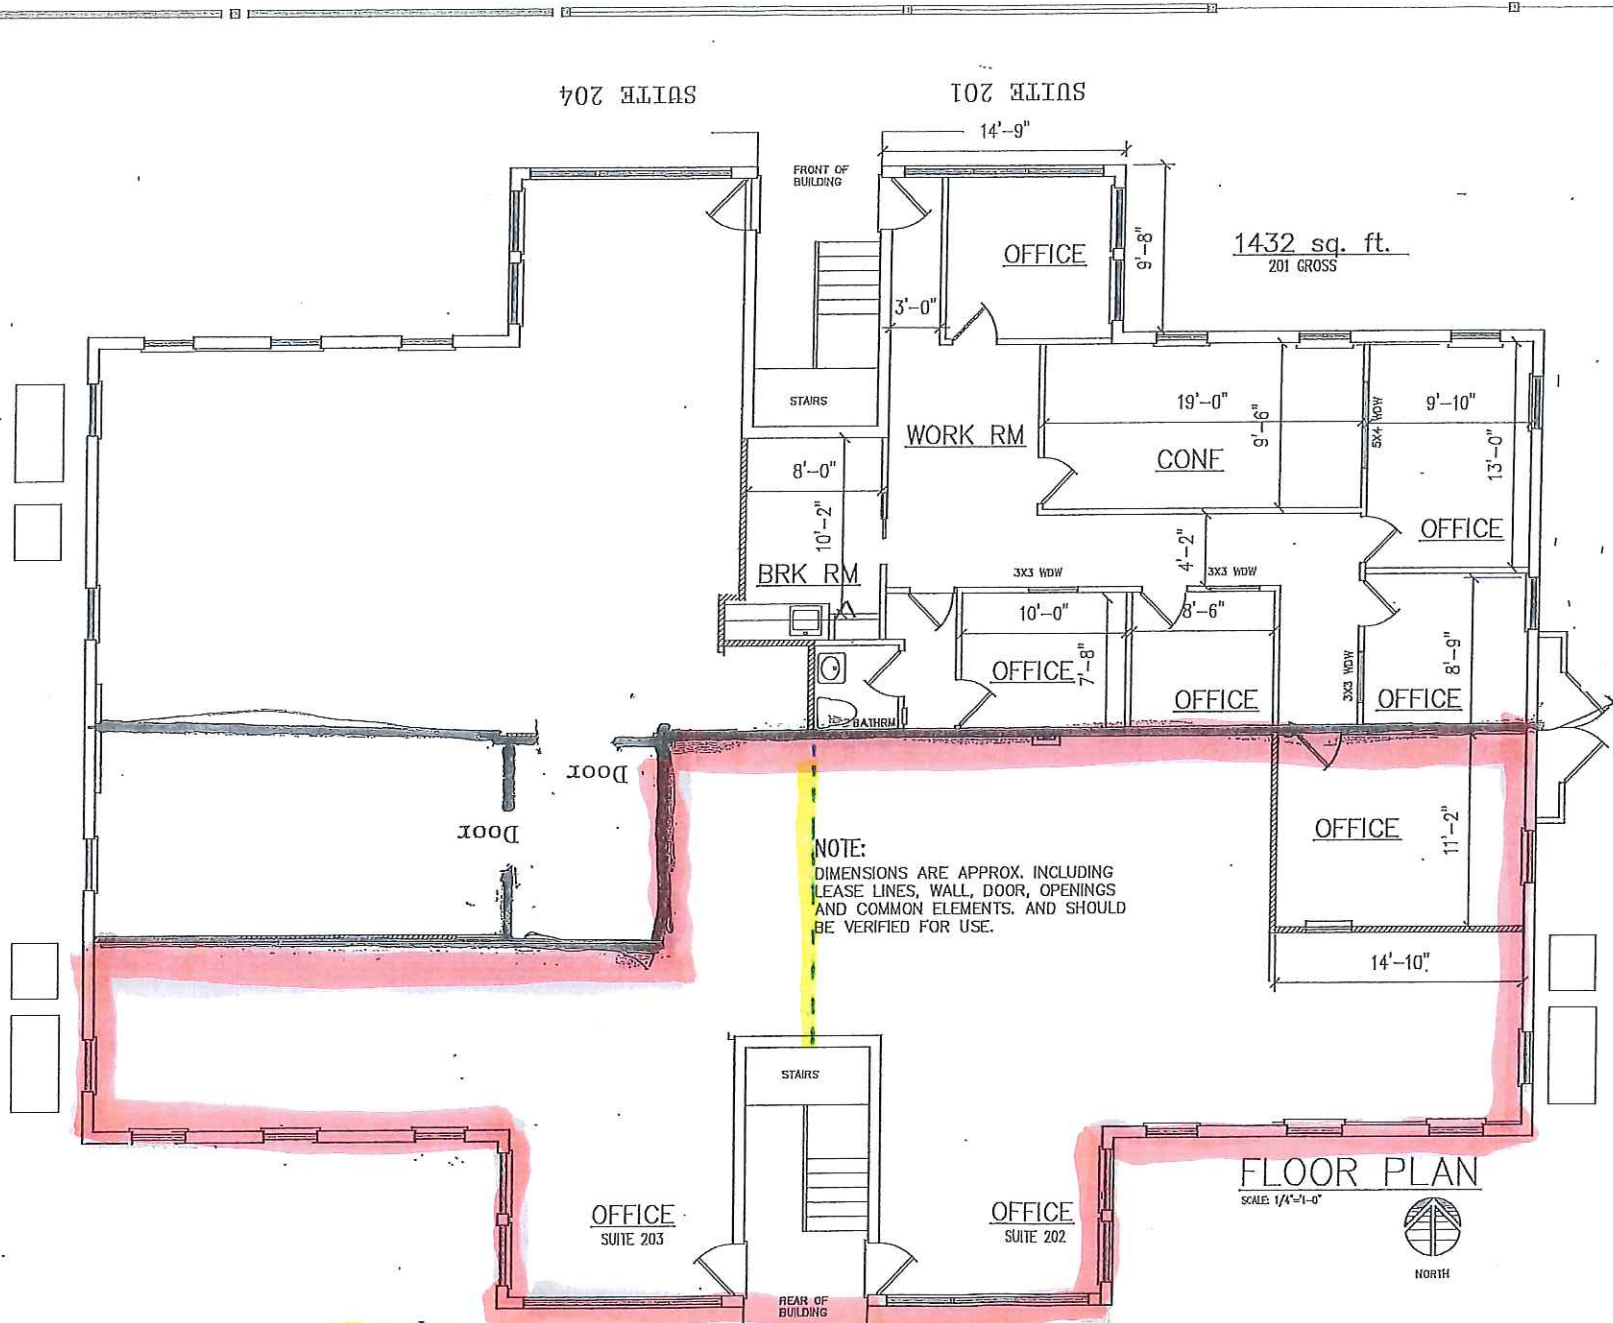 SUITE 204
SUITE 201
14'-9"
FRONT OF
BUILDING
OFFICE
9'-8"
1432 sq. ft.
201 GROSS
3'-0"
STAIRS
WORK RM
19'-0"
9'-6"
CONF
5X4 WDW
9'-10"
13'-0"
OFFICE
8'-0"
10'-2"
BRK RM
4'-2"
3X3 WDW
3X3 WDW
10'-0"
8'-6"
OFFICE
7'-8"
OFFICE
3X3 WDW
8'-9"
OFFICE
BATHRM
Door
Door
NOTE:
DIMENSIONS ARE APPROX. INCLUDING
LEASE LINES, WALL, DOOR, OPENINGS
AND COMMON ELEMENTS. AND SHOULD
BE VERIFIED FOR USE.
OFFICE
11'-2"
14'-10"
STAIRS
OFFICE
SUITE 203
OFFICE
SUITE 202
REAR OF
BUILDING
FLOOR PLAN
SCALE: 1/4"=1'-0"
NORTH